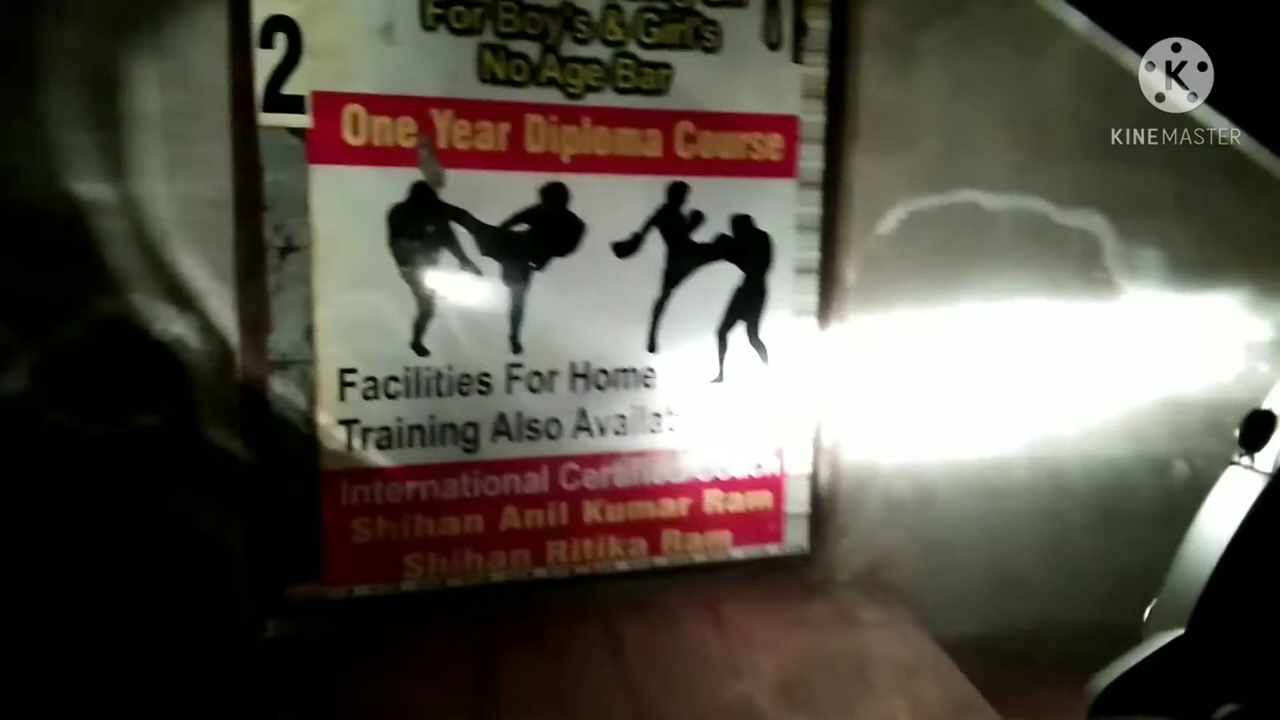 2
For Boy's & Girl's
No Age Bar
One Year Diploma Course
Facilities For Home
Training Also
International
Shihan Anil Kumar Ram
Shihan Ritika Ram
K
KINEMASTER